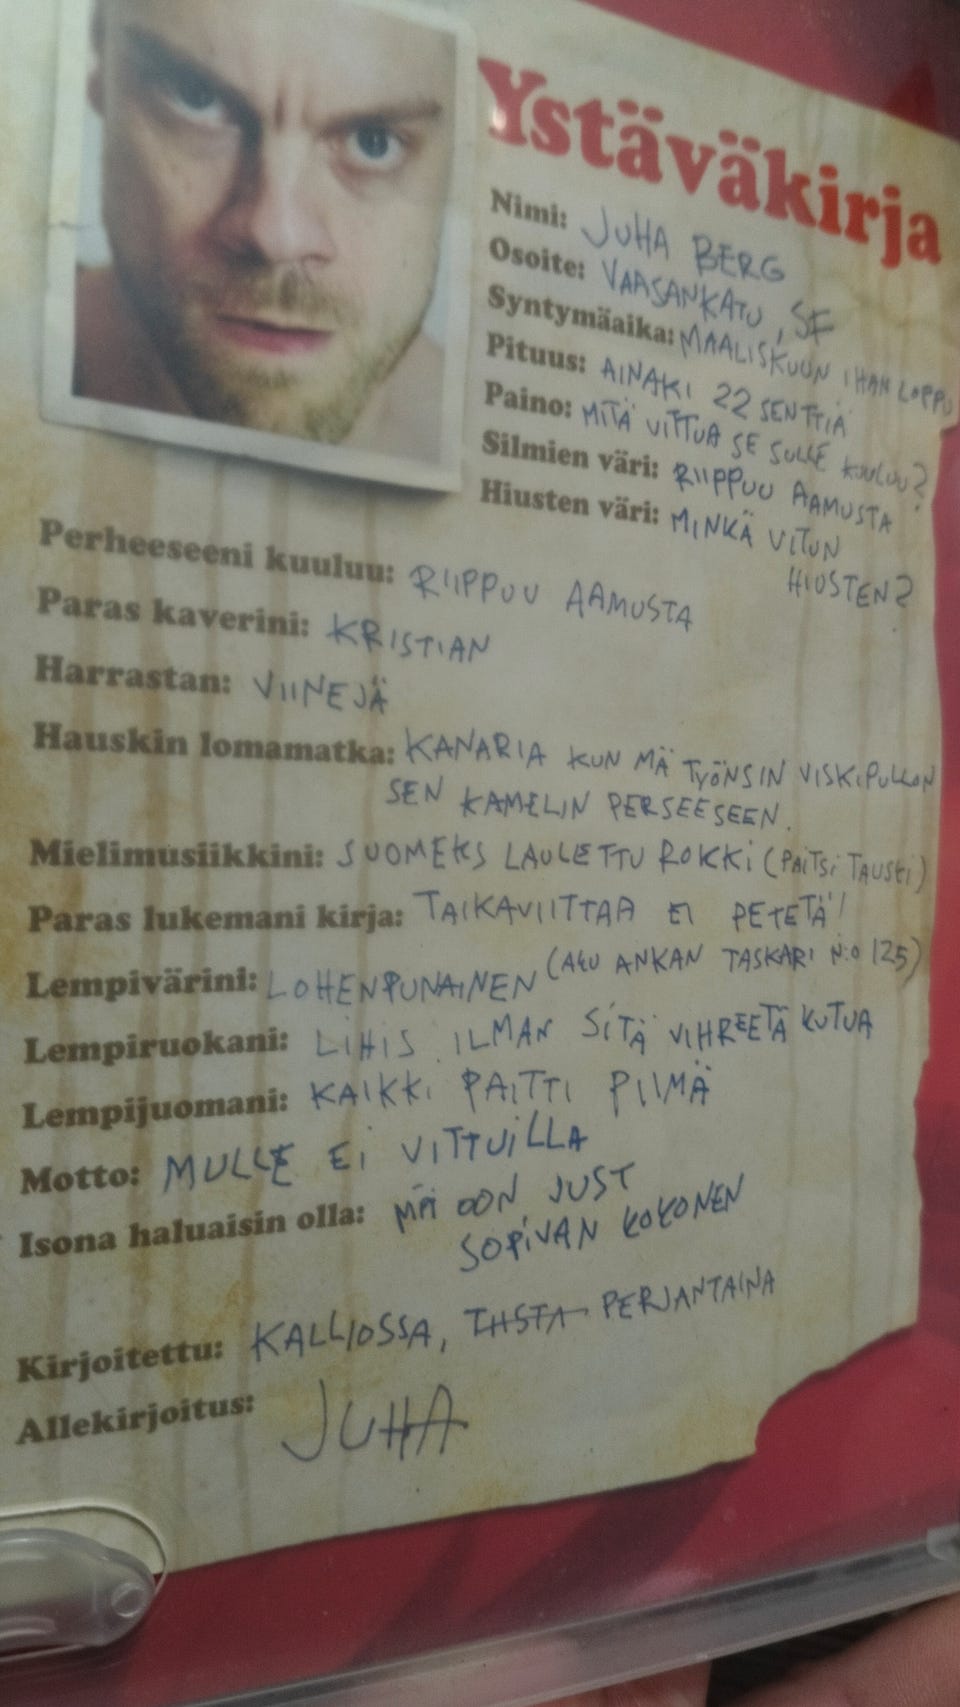 Ystäväkirja
Nimi: JUHA BERG
Osoite: VAASANKATU, SF
Syntymäaika: MAALISKUUN IHAN LOPPU
Pituus: AINAKI 22 SENTTIÄ
Paino: MITÄ VITTUA SE SULLE KUULUU?
Silmien väri: RIIPPUU AAMUSTA
Hiusten väri: MINKÄ VITUN
HIUSTEN?
Perheeseeni kuuluu: RIIPPUU AAMUSTA
Paras kaverini: KRISTIAN
Harrastan: VIINEJÄ
Hauskin lomamatka: KANARIA KUN MÄ TYÖNSIN VISKIPULLON
SEN KAMELIN PERSEESEEN.
Mielimusiikkini: SUOMEKS LAULETTU ROKKI (PAITSI TAUSKI)
Paras lukemani kirja: TAIKAVIITTAA EI PETETÄ!
(AKU ANKAN TASKARI N:O 125)
Lempivärini: LOHENPUNAINEN
Lempiruokani: LIHIS ILMAN SITÄ VIHREETÄ KUTUA
Lempijuomani: KAIKKI PAITTI PIIMÄ
Motto: MULLE EI VITTUILLA
Isona haluaisin olla: MÄ OON JUST
SOPIVAN KOKONEN
Kirjoitettu: KALLIOSSA, TIISTA PERJANTAINA
Allekirjoitus: JUHA